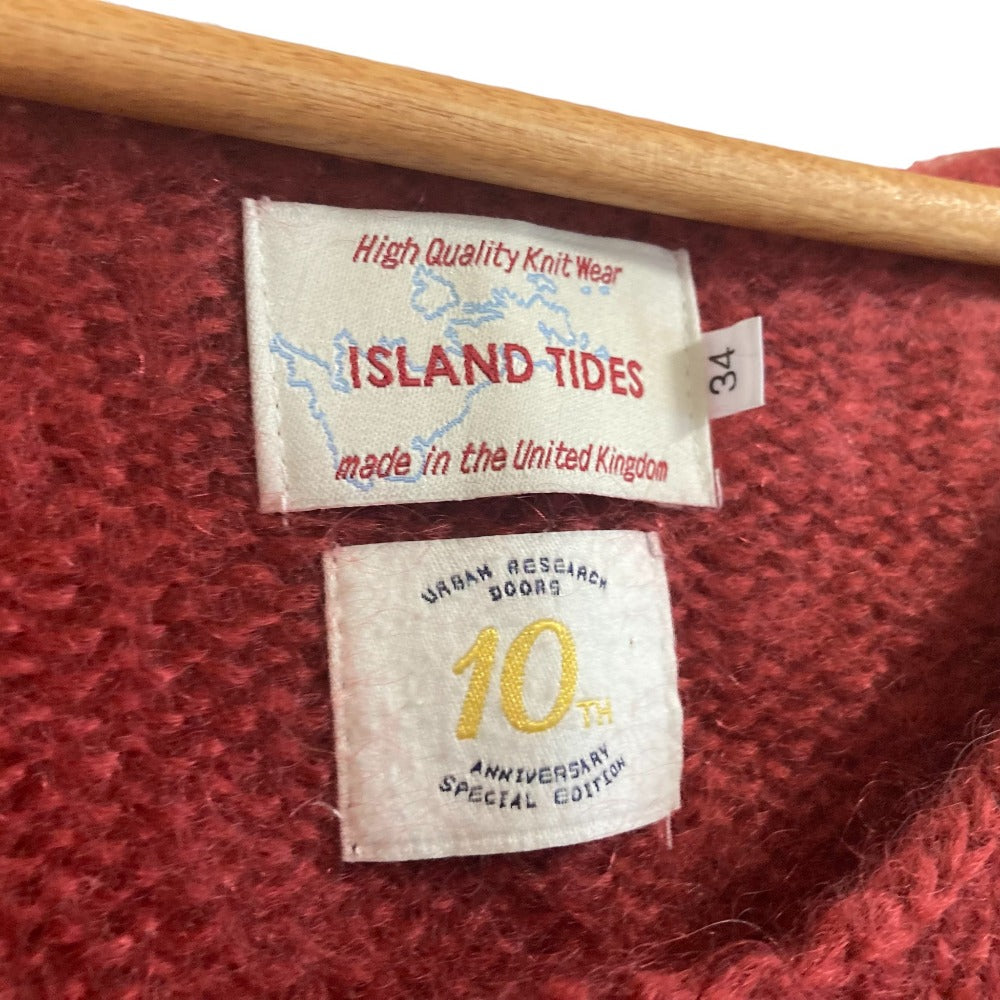 High Quality Knit Wear
ISLAND TIDES
made in the United Kingdom
34
URBAN RESEARCH
DOORS
10TH
ANNIVERSARY
SPECIAL EDITION